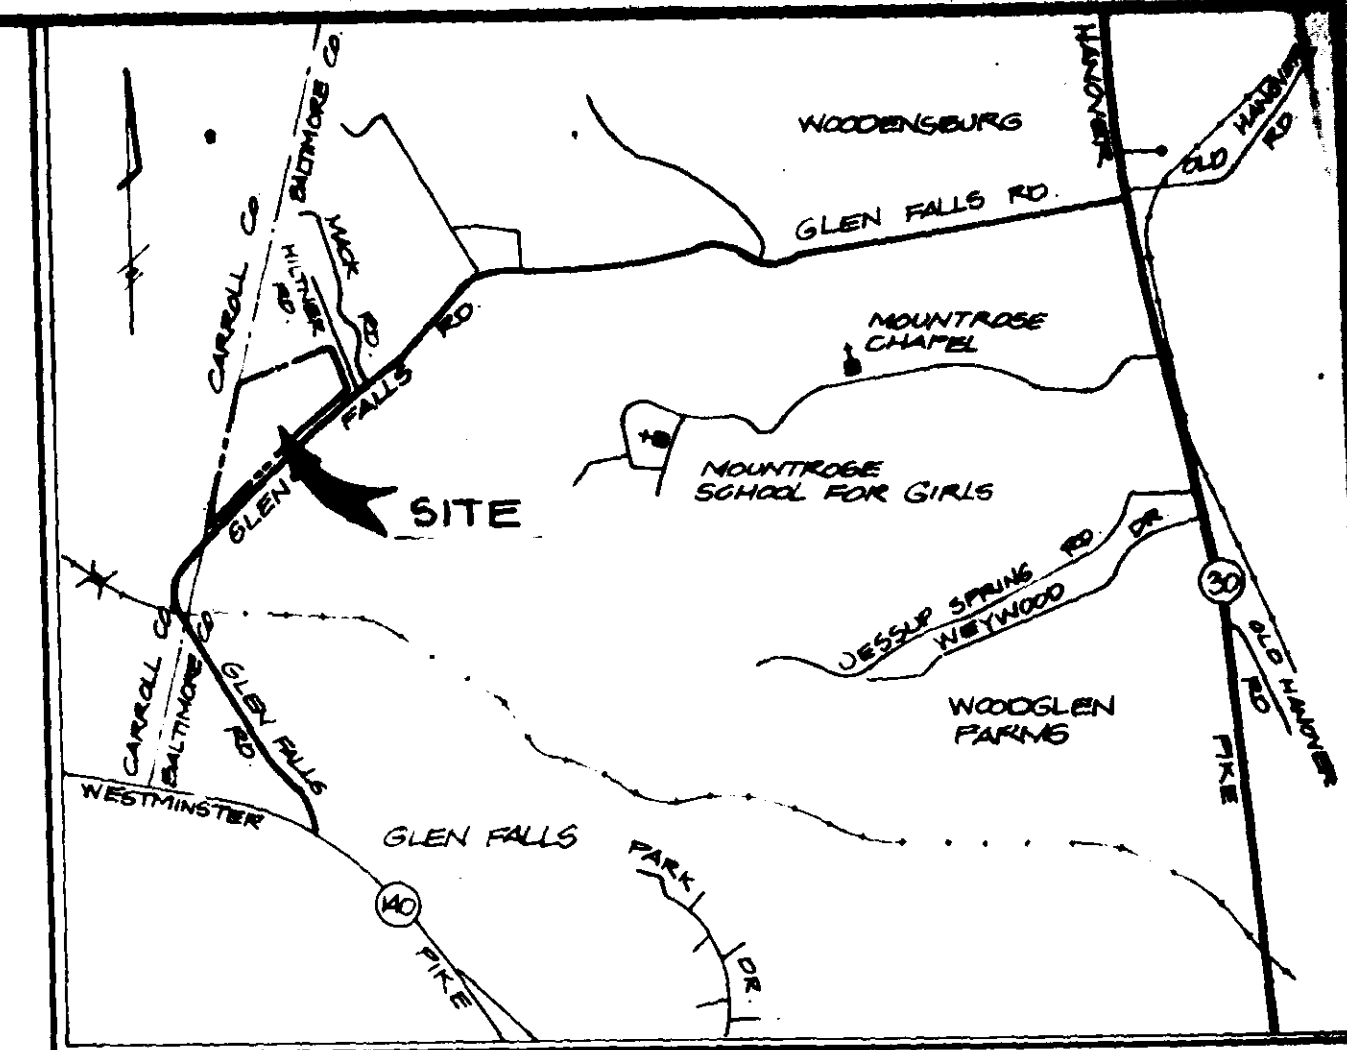 BALTIMORE CO.
CARROLL CO
HANOVER
WOODENSBURG
OLD HANOVER
RD
GLEN FALLS RD.
MACK
RD.
HILTNER
RD.
RD.
FALLS
GLEN
MOUNTROSE
CHAPEL
MOUNTROSE
SCHOOL FOR GIRLS
SITE
JESSUP SPRING RD
WEYWOOD DR
30
OLD HANOVER
RD
CARROLL CO
BALTIMORE CO
GLEN FALLS
RD
WOODGLEN
FARMS
PIKE
WESTMINSTER
GLEN FALLS
PARK
DR.
140
PIKE